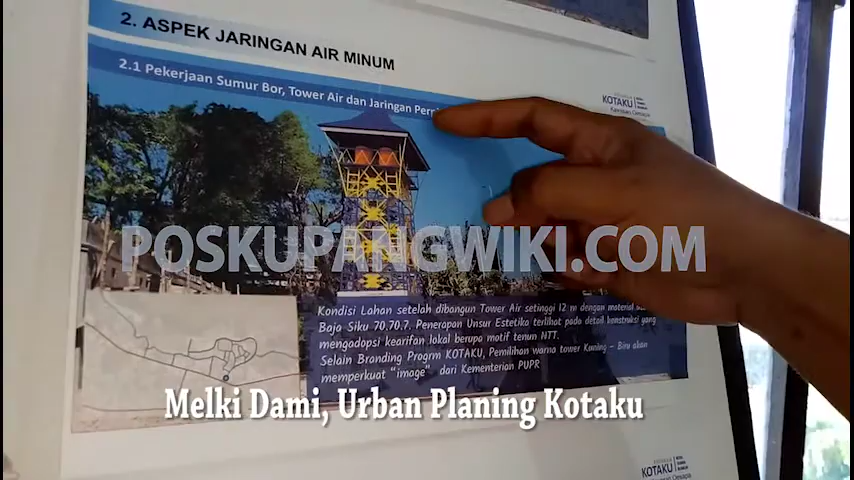 2. ASPEK JARINGAN AIR MINUM
2.1 Pekerjaan Sumur Bor, Tower Air dan Jaringan
KOTAKU
POSKUPANGWIKI.COM
Kondisi Lahan setelah dibangun Tower Air setinggi 12 m dengan material
Baja Siku 70.70.7. Penerapan Unsur Estetika terlihat pada detail konstruksi yang
mengadopsi kearifan lokal berupa motif tenun NTT.
Selain Branding Progrm KOTAKU, Pemilihan warna tower Kuning - Biru akan
memperkuat "image" dari Kementerian PUPR
Melki Dami, Urban Planing Kotaku
KOTAKU